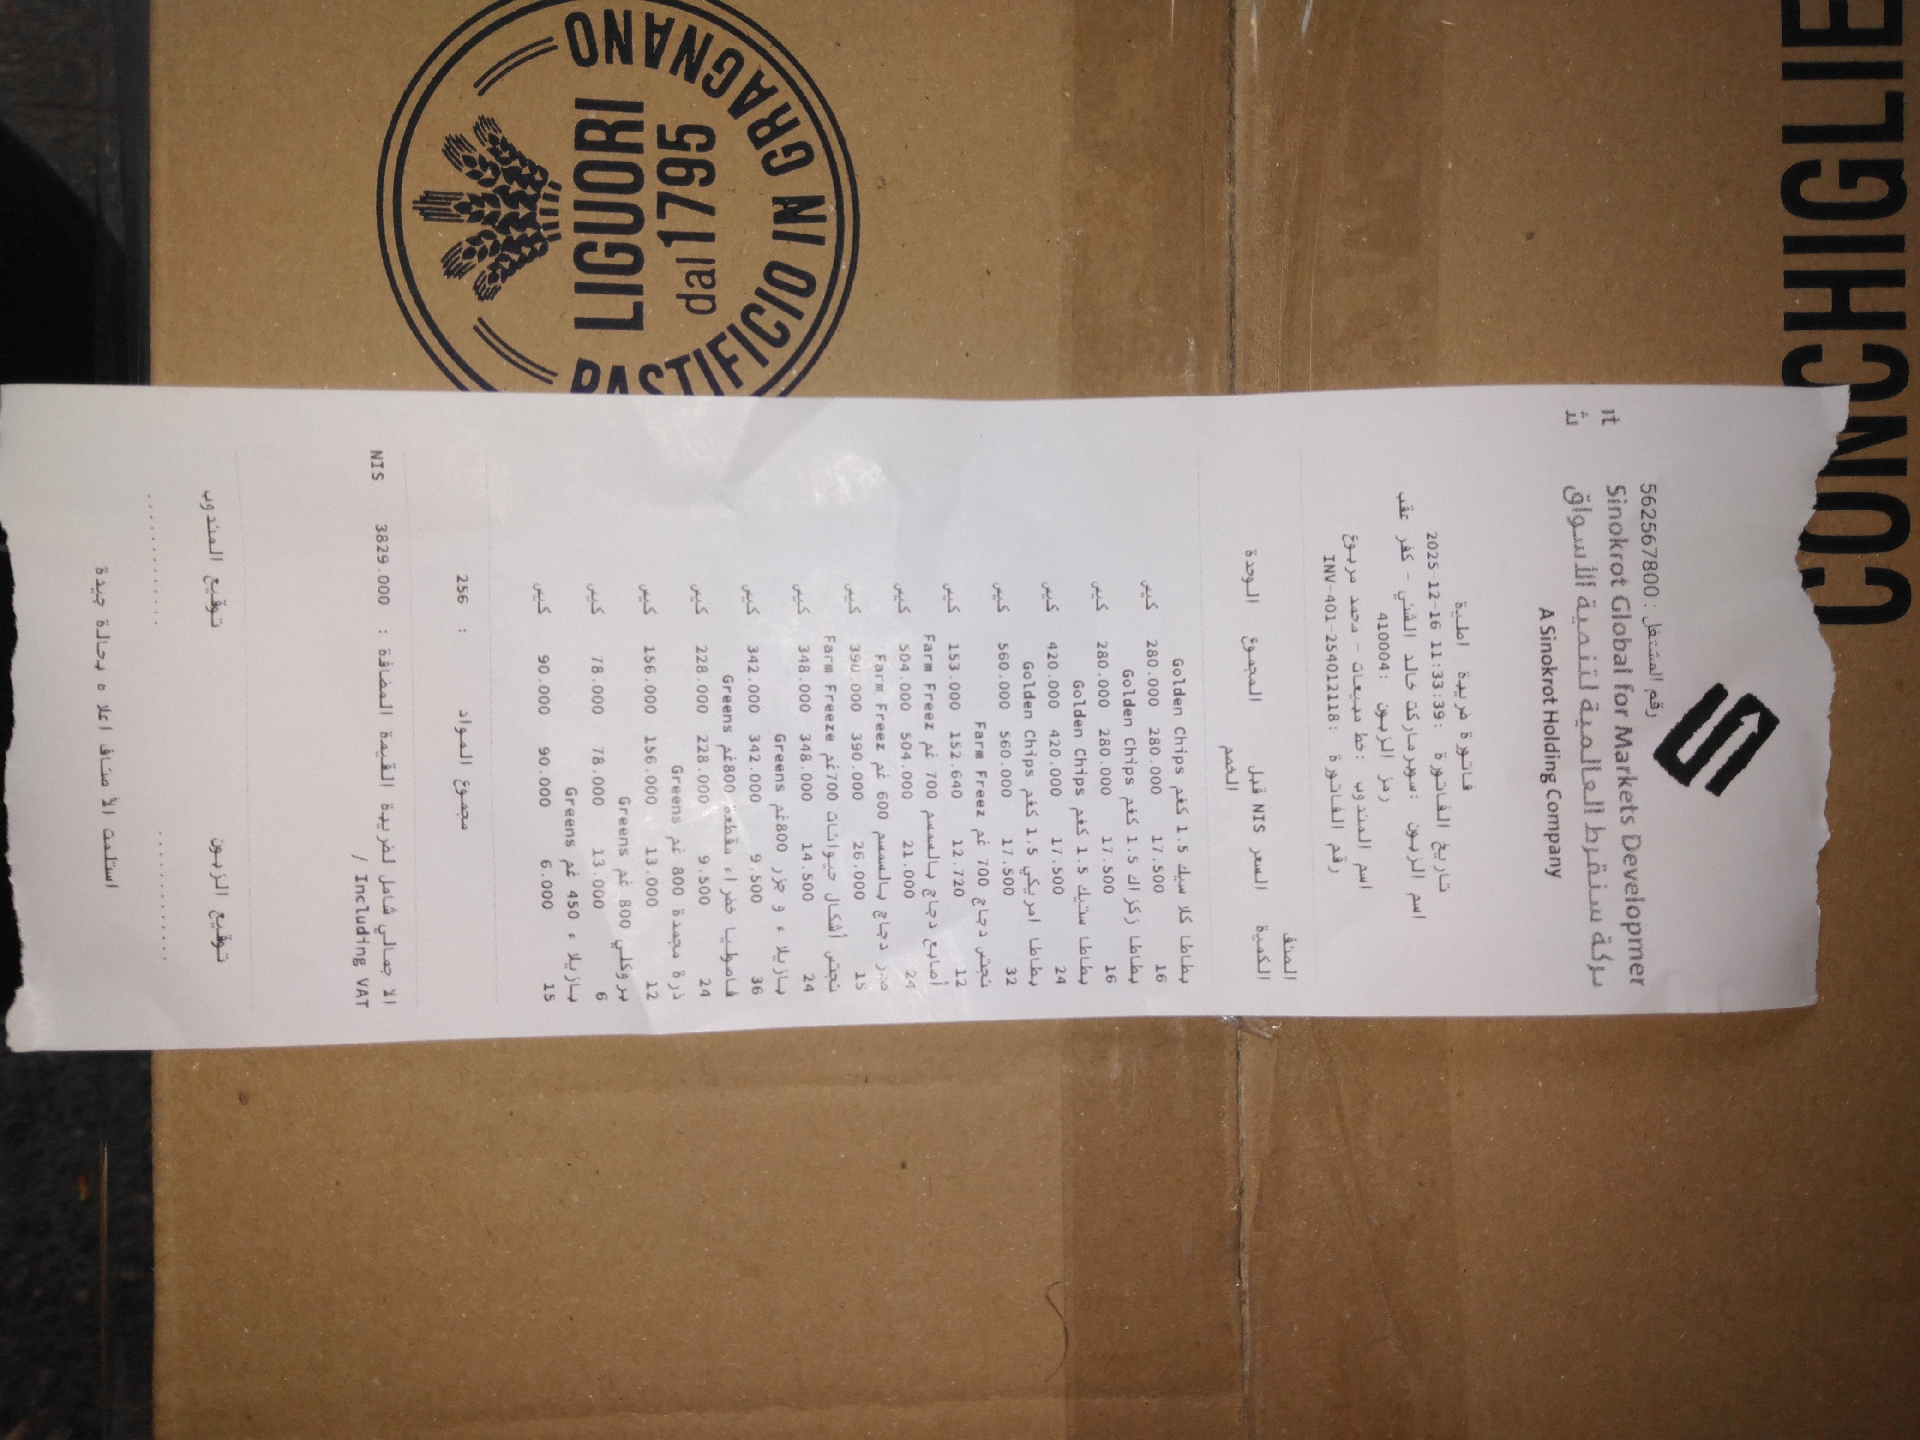 CONCHIGLIE
PASTIFICIO IN GRAGNANO
LIGUORI
dal 1795
رقم المشتغل : 562567800
Sinokrot Global for Markets Developmer
It
شركة سنقرط العالمية لتنمية الأسواق
A Sinokrot Holding Company
فاتورة ضريبة اصلية
تاريخ الفاتورة :2025-12-16 11:33:39
اسم الزبون :سوبرماركت خالد الشني - كفر عقب
رمز الزبون :410004
اسم المندوب :خط مبيعات - محمد مربوع
رقم الفاتورة :INV-401-254012118
الصنف
الكمية السعر NIS قبل الخصم المجموع الوحدة
بطاطا كلاسيك 1.5 كغم Golden Chips
16 17.500 280.000 280.000 كيس
بطاطا زكزاك 1.5 كغم Golden Chips
16 17.500 280.000 280.000 كيس
بطاطا ستيك 1.5 كغم Golden Chips
24 17.500 420.000 420.000 كيس
بطاطا امريكي 1.5 كغم Golden Chips
32 17.500 560.000 560.000 كيس
نجتس دجاج 700 غم Farm Freez
12 12.720 152.640 153.000 كيس
أصابع دجاج بالسمسم 700 غم Farm Freez
24 21.000 504.000 504.000 كيس
صدر دجاج بالسمسم 600 غم Farm Freez
15 26.000 390.000 390.000 كيس
نجتس أشكال حيوانات 700غم Farm Freeze
24 14.500 348.000 348.000 كيس
بازيلاء و جزر 800غم Greens
36 9.500 342.000 342.000 كيس
فاصوليا خضراء مقطعة 800غم Greens
24 9.500 228.000 228.000 كيس
ذرة مجمدة 800 غم Greens
12 13.000 156.000 156.000 كيس
بروكلي 800 غم Greens
6 13.000 78.000 78.000 كيس
بازيلاء 450 غم Greens
15 6.000 90.000 90.000 كيس
مجموع المواد : 256
الاجمالي شامل لضريبة القيمة المضافة : 3829.000 NIS
/ Including VAT
توقيع الزبون توقيع المندوب
.............. ..............
استلمت الاصناف اعلاه بحالة جيدة